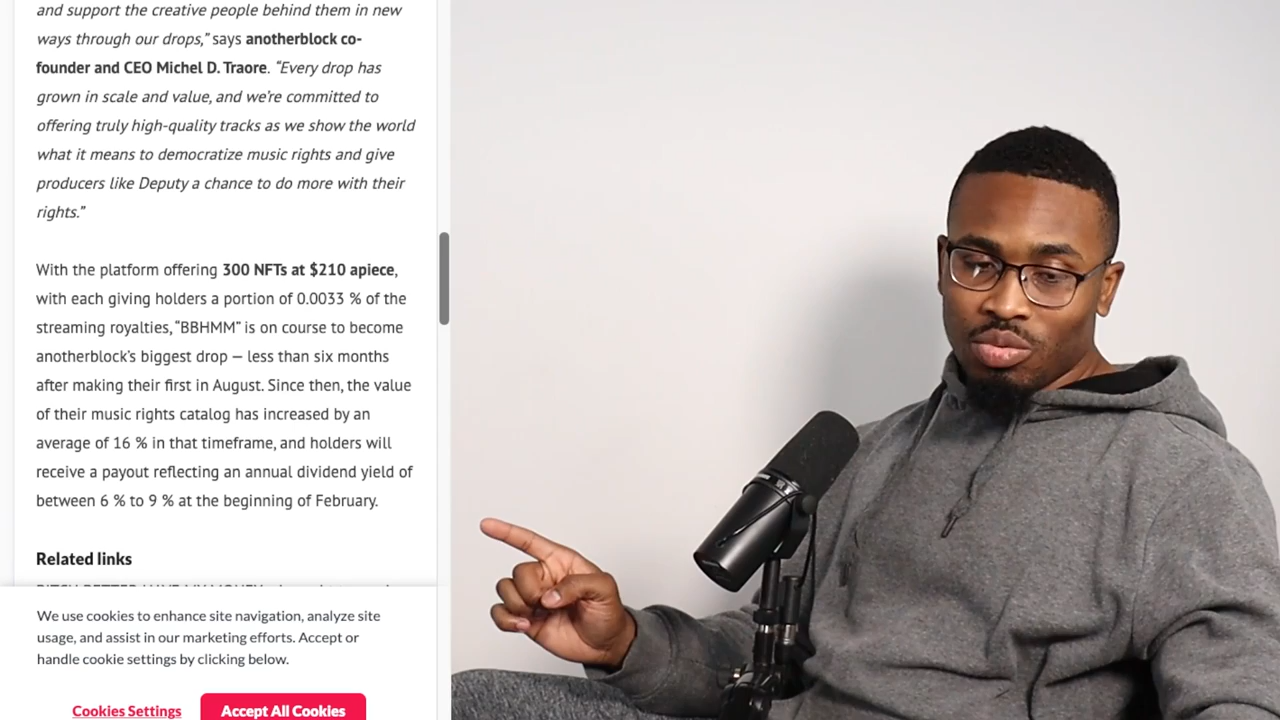 and support the creative people behind them in new
ways through our drops,” says anotherblock co-
founder and CEO Michel D. Traore. “Every drop has
grown in scale and value, and we’re committed to
offering truly high-quality tracks as we show the world
what it means to democratize music rights and give
producers like Deputy a chance to do more with their
rights.”
With the platform offering 300 NFTs at $210 apiece,
with each giving holders a portion of 0.0033 % of the
streaming royalties, “BBHMM” is on course to become
anotherblock’s biggest drop — less than six months
after making their first in August. Since then, the value
of their music rights catalog has increased by an
average of 16 % in that timeframe, and holders will
receive a payout reflecting an annual dividend yield of
between 6 % to 9 % at the beginning of February.
Related links
We use cookies to enhance site navigation, analyze site
usage, and assist in our marketing efforts. Accept or
handle cookie settings by clicking below.
Cookies Settings
Accept All Cookies